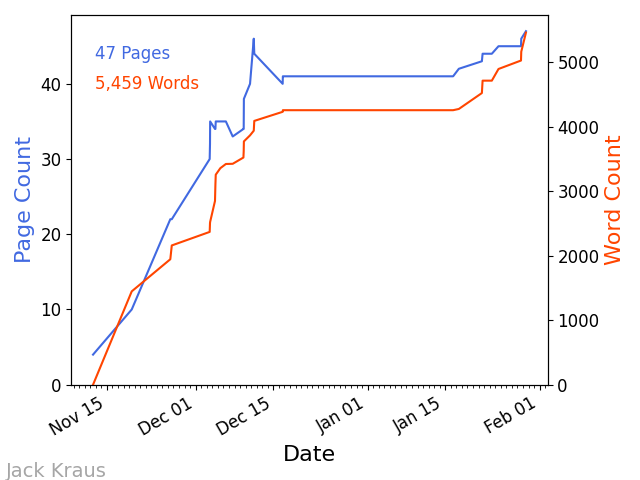 47 Pages
5,459 Words
Page Count
40
30
20
10
0
Word Count
5000
4000
3000
2000
1000
0
Nov 15
Dec 01
Dec 15
Jan 01
Jan 15
Feb 01
Date
Jack Kraus